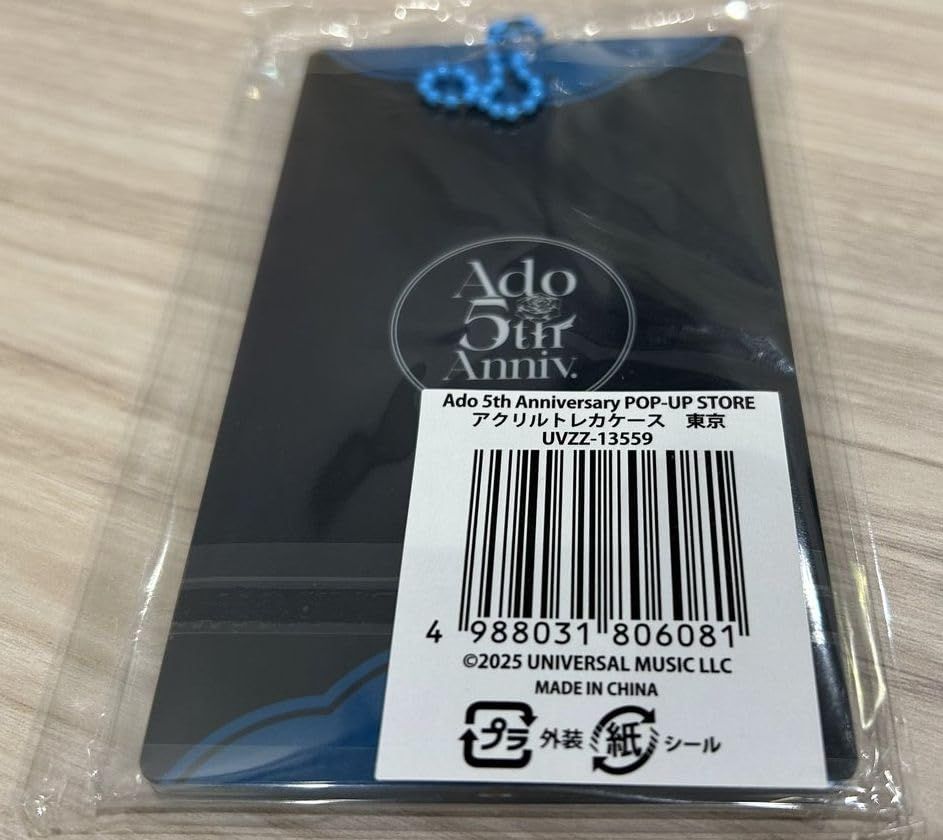 Ado
5th
Anniv.
Ado 5th Anniversary POP-UP STORE
アクリルトレカケース　東京
UVZZ-13559
4 988031 806081
©2025 UNIVERSAL MUSIC LLC
MADE IN CHINA
プラ 外装 紙 シール